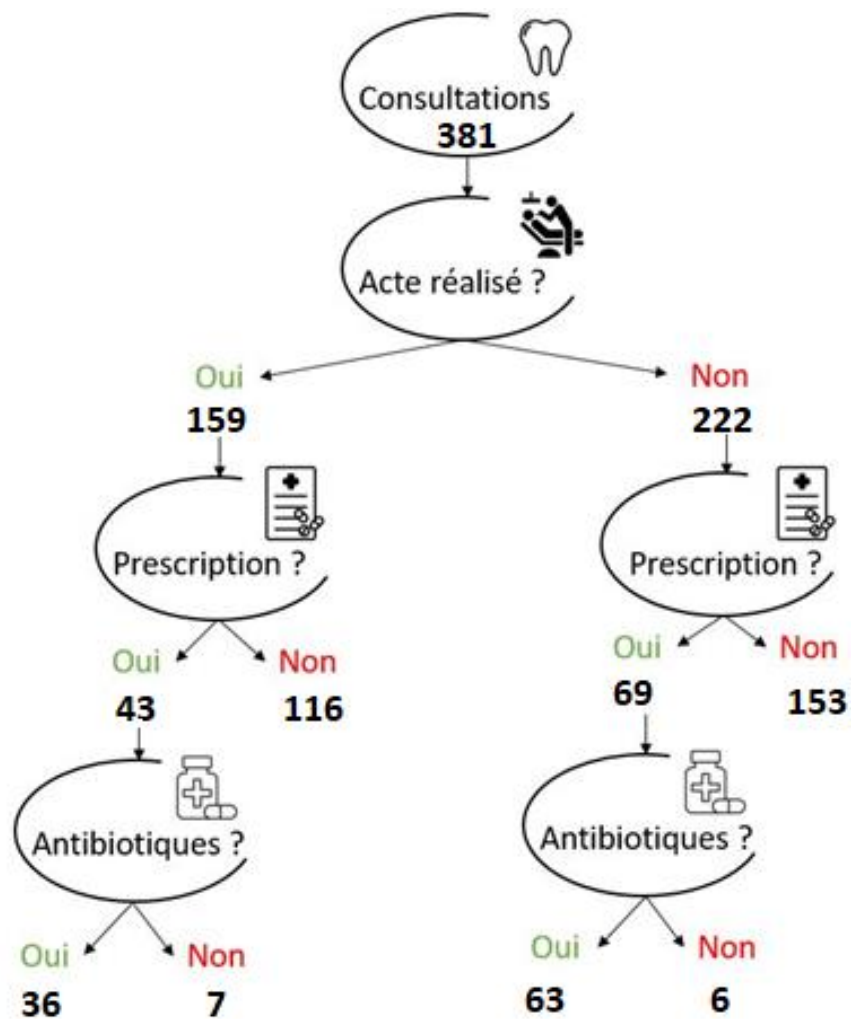 Consultations
381
Acte réalisé ?
Oui
Non
159
222
Prescription ?
Prescription ?
Oui
Non
Oui
Non
43
116
69
153
Antibiotiques ?
Antibiotiques ?
Oui
Non
Oui
Non
36
7
63
6